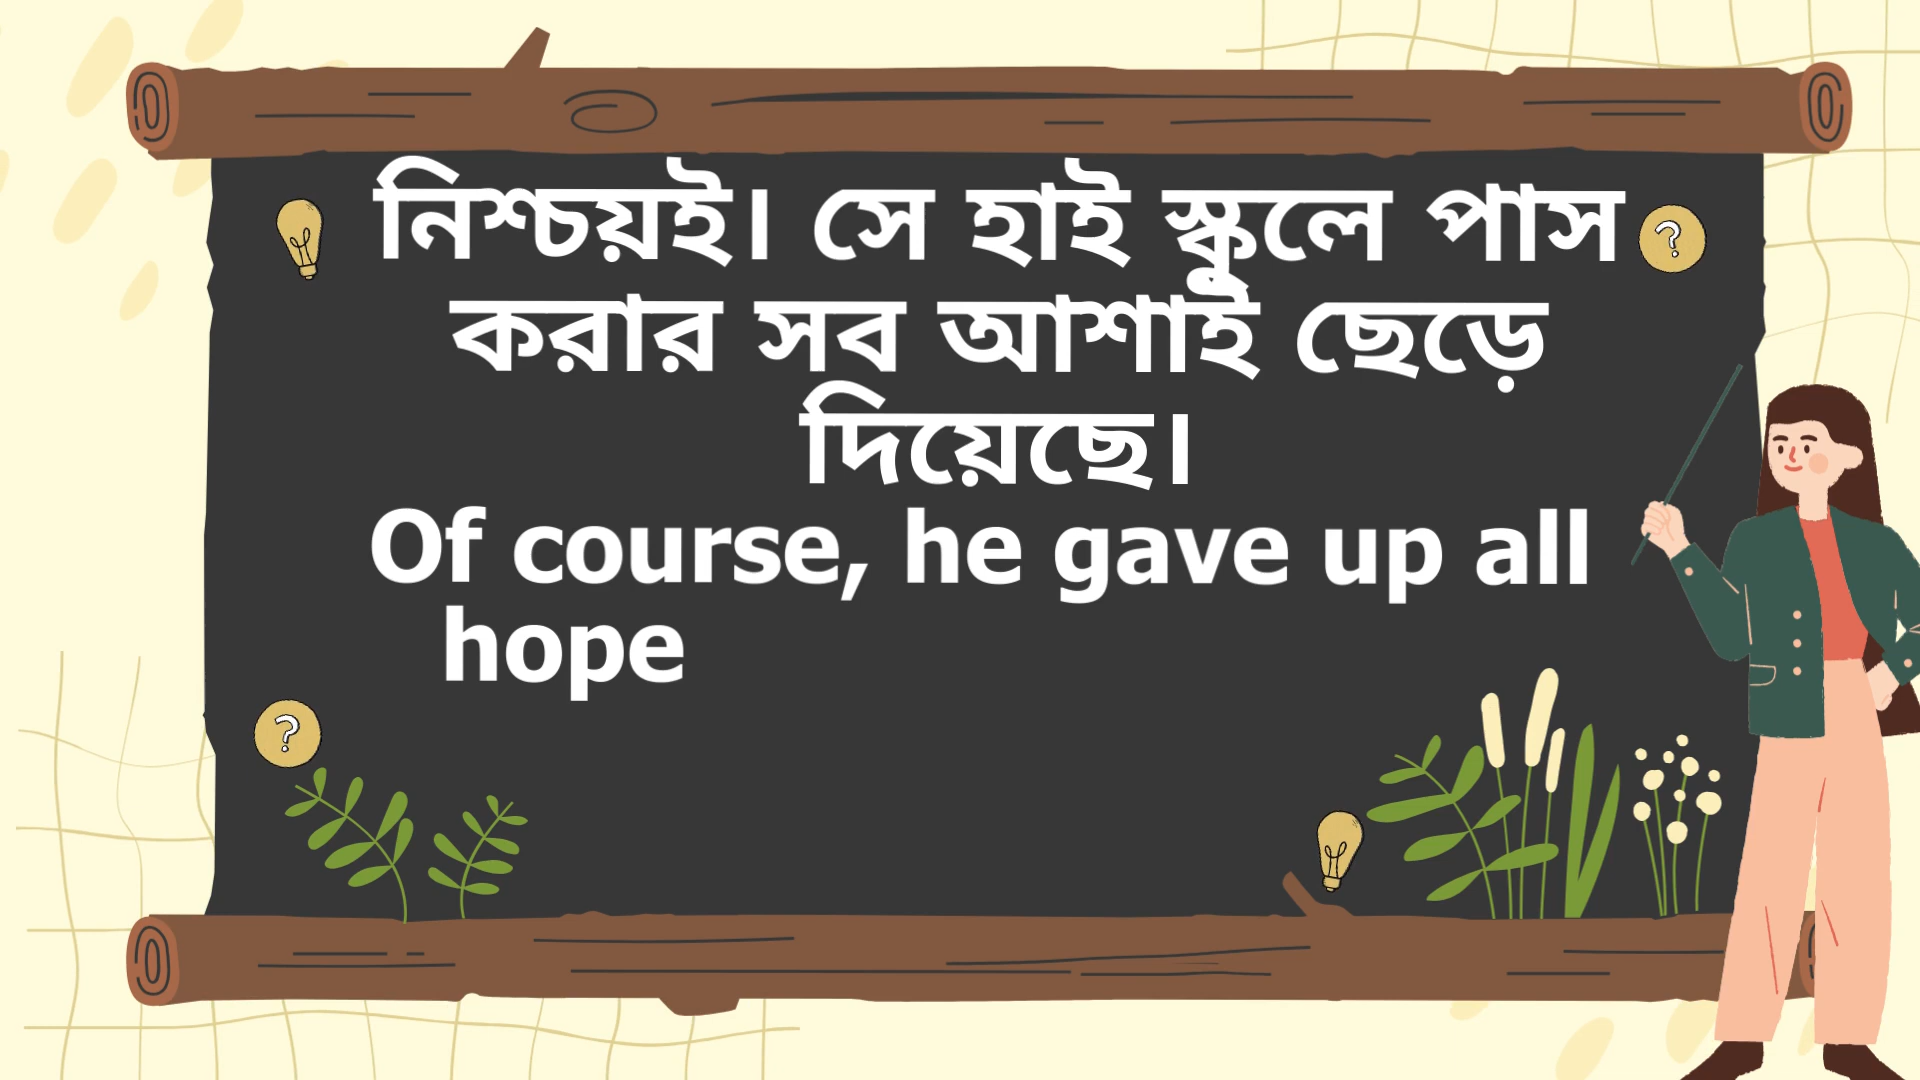 নিশ্চয়ই। সে হাই স্কুলে পাস
করার সব আশাই ছেড়ে
দিয়েছে।
Of course, he gave up all
hope